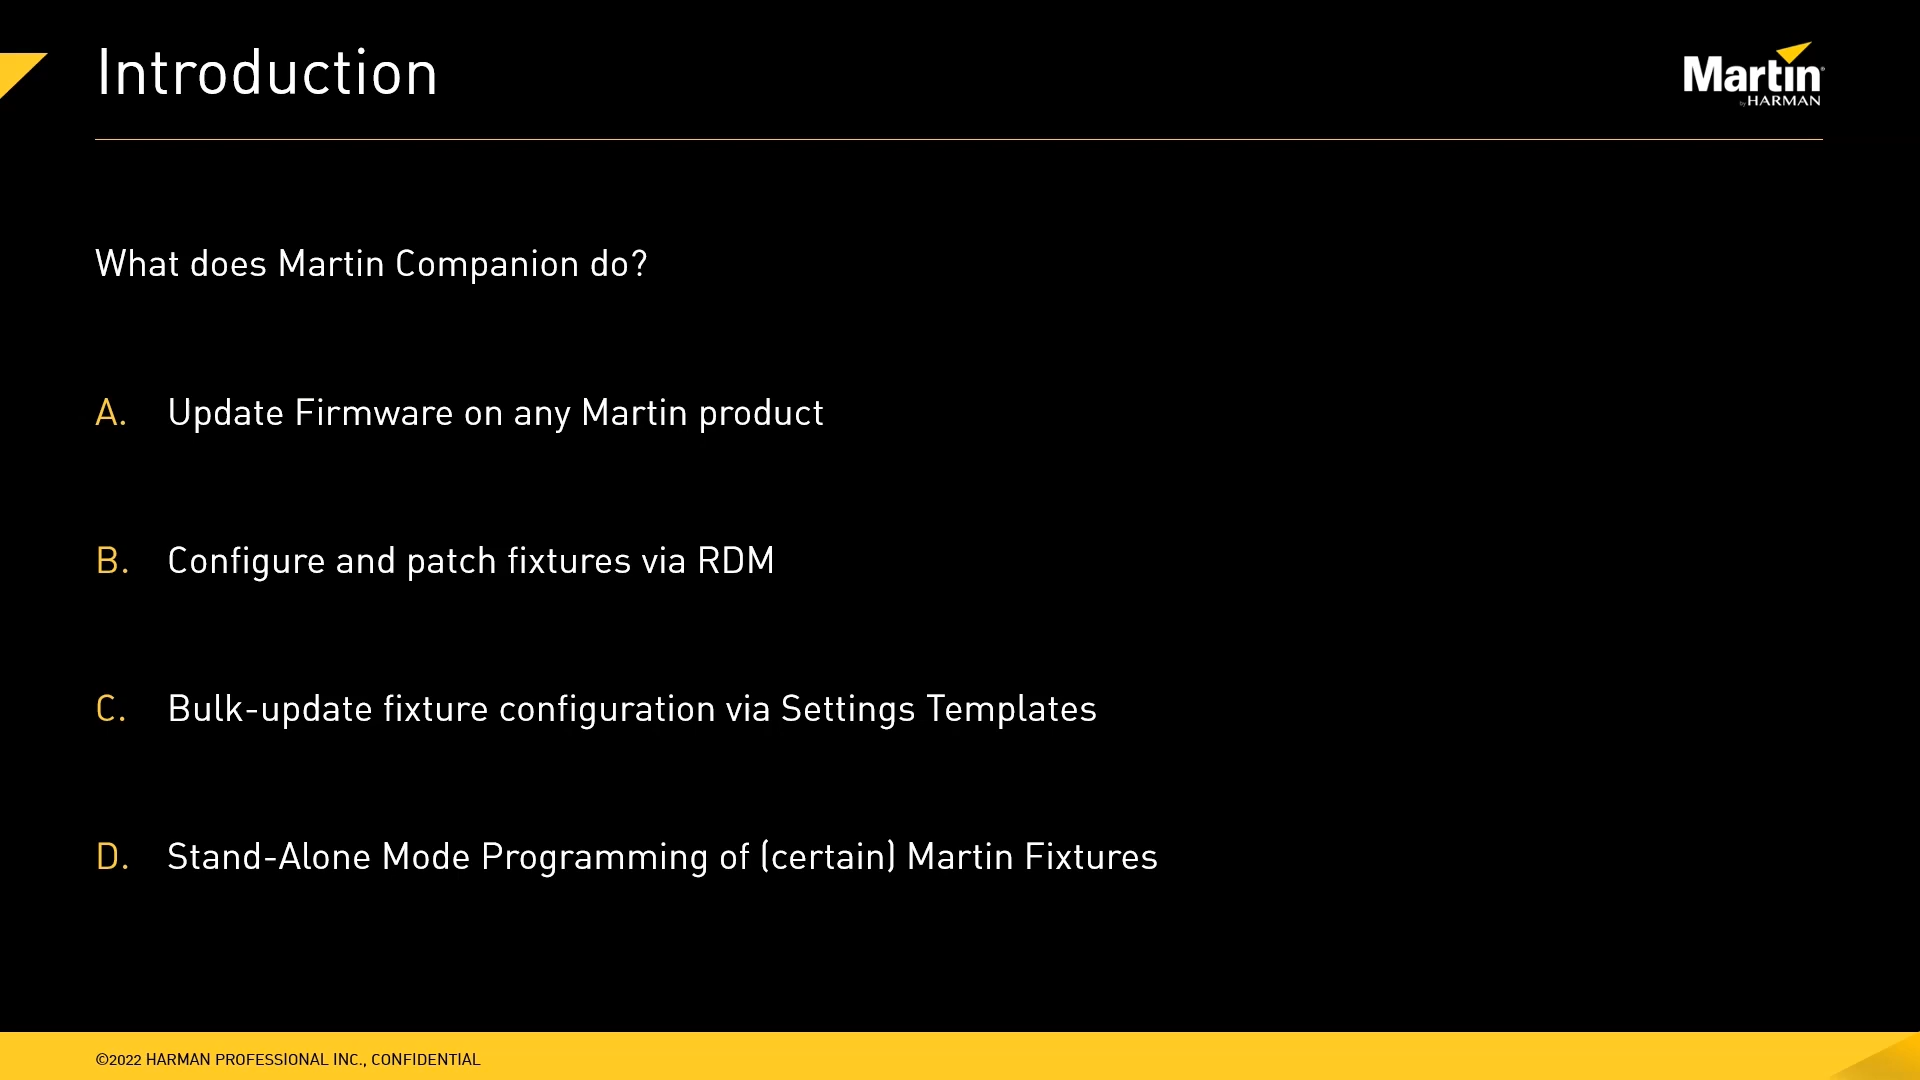 Introduction
Martin®
by HARMAN
What does Martin Companion do?
A. Update Firmware on any Martin product
B. Configure and patch fixtures via RDM
C. Bulk-update fixture configuration via Settings Templates
D. Stand-Alone Mode Programming of (certain) Martin Fixtures
©2022 HARMAN PROFESSIONAL INC., CONFIDENTIAL